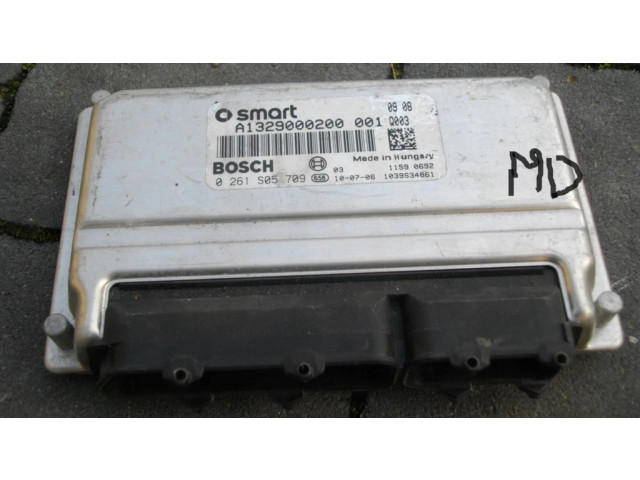 smart 09 08
A1329000200 001 Q003
BOSCH Made in Hungary
03 1159 0692
0 261 S05 709 658 10-07-06 1039S34861
MD